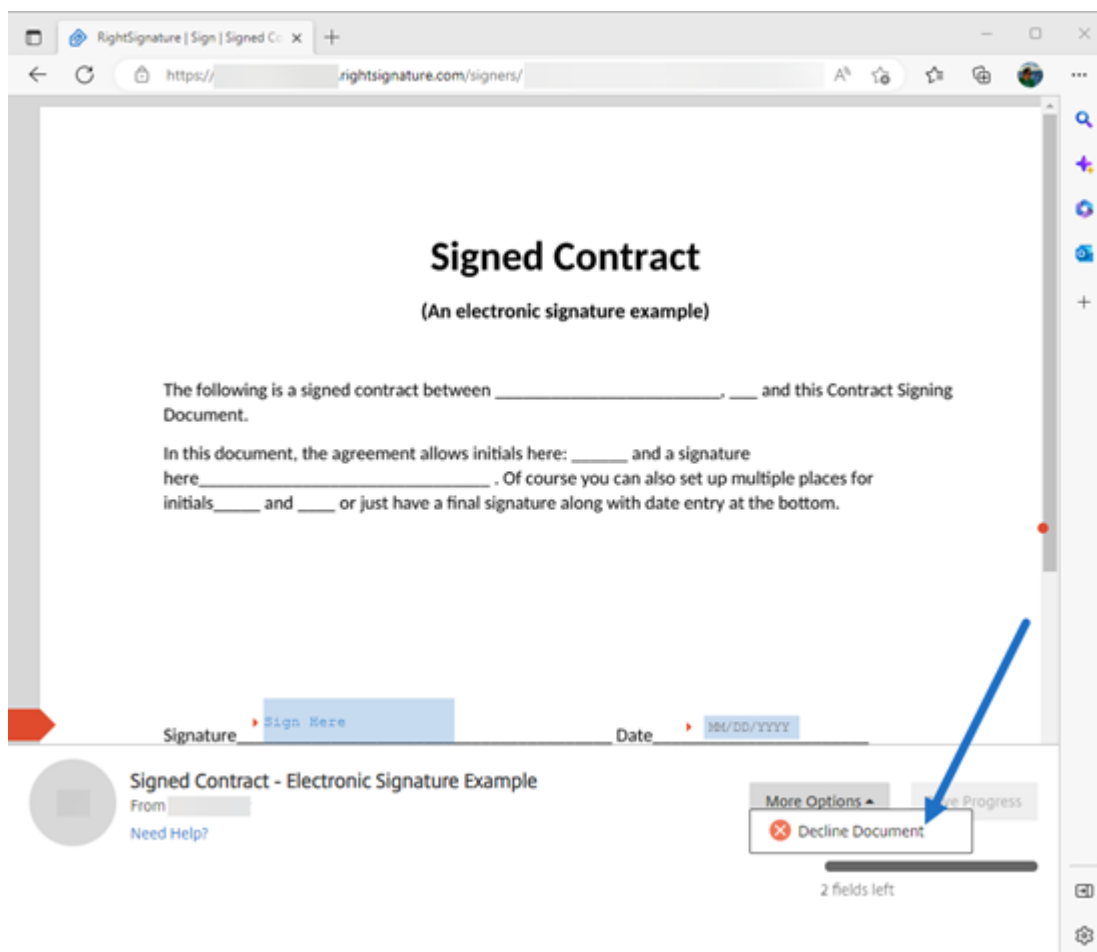 RightSignature | Sign | Signed Co
https:// .rightsignature.com/signers/
Signed Contract
(An electronic signature example)
The following is a signed contract between _________________________, ___ and this Contract Signing
Document.
In this document, the agreement allows initials here: ______ and a signature
here________________________________ . Of course you can also set up multiple places for
initials_____ and ____ or just have a final signature along with date entry at the bottom.
Sign Here
MM/DD/YYYY
Signature__________________________________________ Date________________________
Signed Contract - Electronic Signature Example
From
Need Help?
More Options
Progress
Decline Document
2 fields left